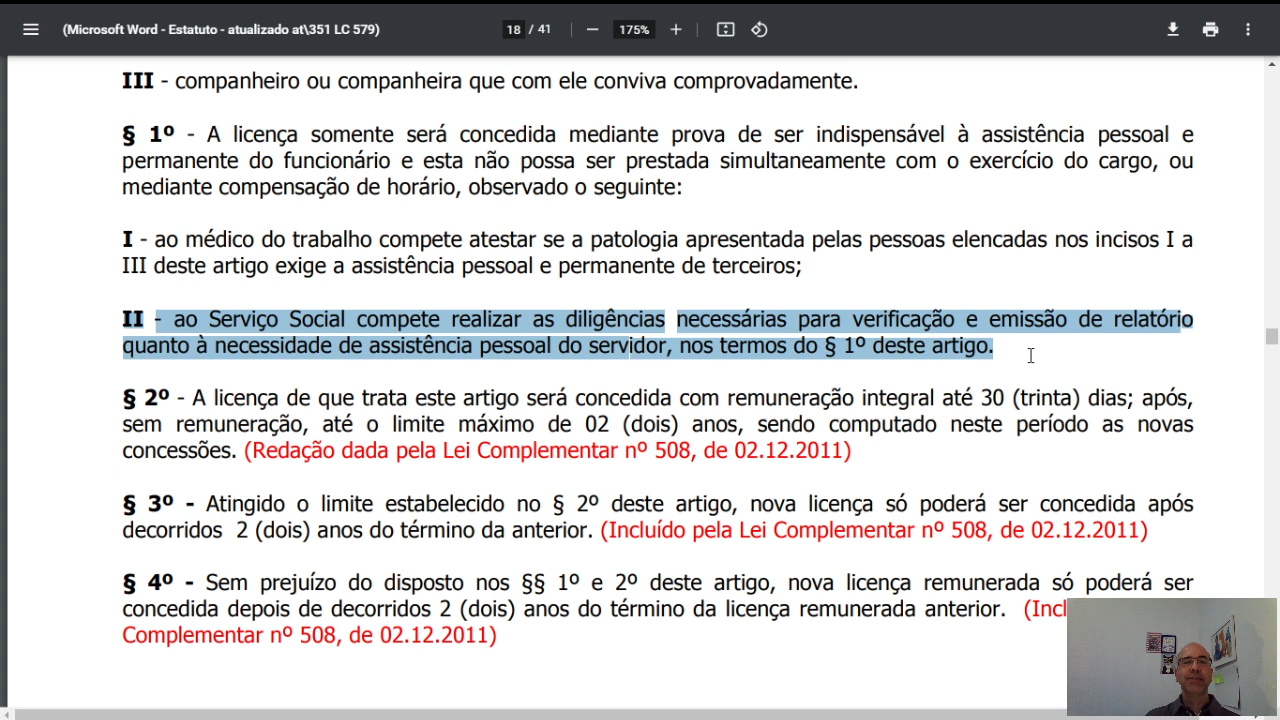 (Microsoft Word - Estatuto - atualizado at\351 LC 579)
18 / 41
175%
III - companheiro ou companheira que com ele conviva comprovadamente.
§ 1º - A licença somente será concedida mediante prova de ser indispensável à assistência pessoal e
permanente do funcionário e esta não possa ser prestada simultaneamente com o exercício do cargo, ou
mediante compensação de horário, observado o seguinte:
I - ao médico do trabalho compete atestar se a patologia apresentada pelas pessoas elencadas nos incisos I a
III deste artigo exige a assistência pessoal e permanente de terceiros;
II - ao Serviço Social compete realizar as diligências necessárias para verificação e emissão de relatório
quanto à necessidade de assistência pessoal do servidor, nos termos do § 1º deste artigo.
§ 2º - A licença de que trata este artigo será concedida com remuneração integral até 30 (trinta) dias; após,
sem remuneração, até o limite máximo de 02 (dois) anos, sendo computado neste período as novas
concessões. (Redação dada pela Lei Complementar nº 508, de 02.12.2011)
§ 3º - Atingido o limite estabelecido no § 2º deste artigo, nova licença só poderá ser concedida após
decorridos 2 (dois) anos do término da anterior. (Incluído pela Lei Complementar nº 508, de 02.12.2011)
§ 4º - Sem prejuízo do disposto nos §§ 1º e 2º deste artigo, nova licença remunerada só poderá ser
concedida depois de decorridos 2 (dois) anos do término da licença remunerada anterior.
Complementar nº 508, de 02.12.2011)